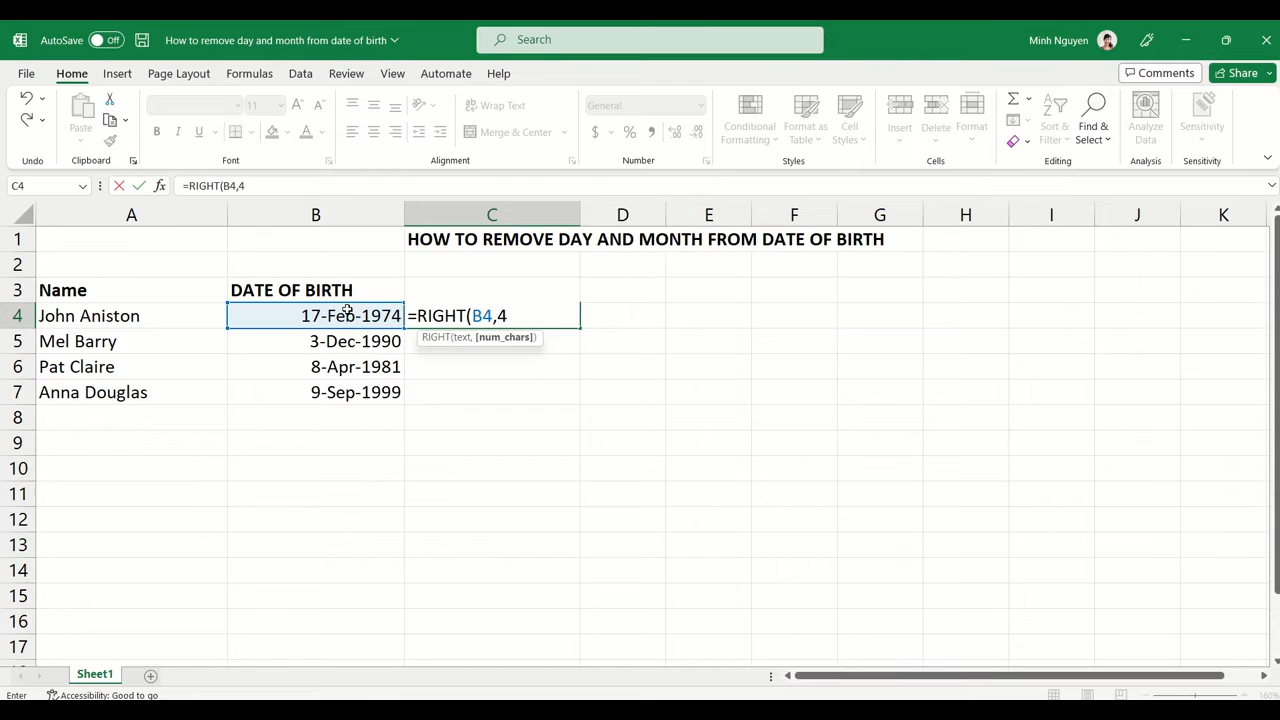 AutoSave Off How to remove day and month from date of birth Search Minh Nguyen
File Home Insert Page Layout Formulas Data Review View Automate Help Comments Share
11 Wrap Text General
Paste Merge & Center Conditional Formatting Format as Table Cell Styles Insert Delete Format Sort & Filter Find & Select Analyze Data Sensitivity
Undo Clipboard Font Alignment Number Styles Cells Editing Analysis Sensitivity
C4 fx =RIGHT(B4,4
A B C D E F G H I J K
1 HOW TO REMOVE DAY AND MONTH FROM DATE OF BIRTH
2
3 Name DATE OF BIRTH
4 John Aniston 17-Feb-1974 =RIGHT(B4,4
RIGHT(text, [num_chars])
5 Mel Barry 3-Dec-1990
6 Pat Claire 8-Apr-1981
7 Anna Douglas 9-Sep-1999
8
9
10
11
12
13
14
15
16
17
Sheet1
Enter Accessibility: Good to go 160%